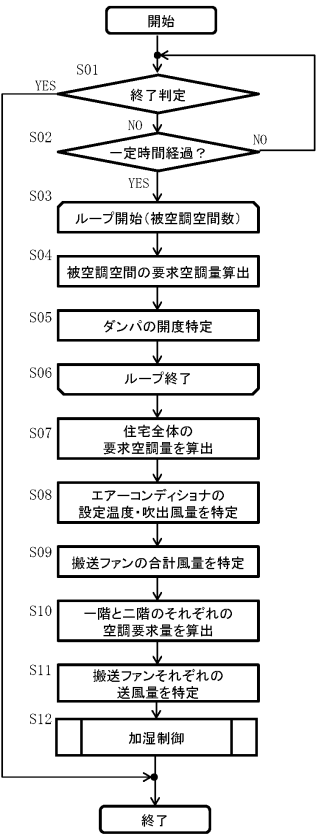 開始
S01
YES
終了判定
NO
S02
一定時間経過？
NO
YES
S03
ループ開始(被空調空間数)
S04
被空調空間の要求空調量算出
S05
ダンパの開度特定
S06
ループ終了
S07
住宅全体の
要求空調量を算出
S08
エアーコンディショナの
設定温度・吹出風量を特定
S09
搬送ファンの合計風量を特定
S10
一階と二階のそれぞれの
空調要求量を算出
S11
搬送ファンそれぞれの
送風量を特定
S12
加湿制御
終了